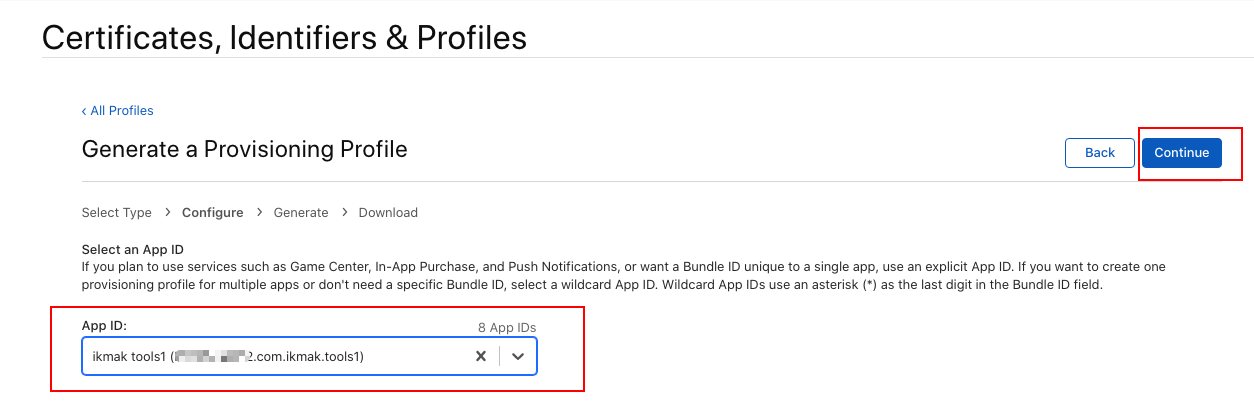 Certificates, Identifiers & Profiles
‹ All Profiles
Generate a Provisioning Profile
Back
Continue
Select Type > Configure > Generate > Download
Select an App ID
If you plan to use services such as Game Center, In-App Purchase, and Push Notifications, or want a Bundle ID unique to a single app, use an explicit App ID. If you want to create one
provisioning profile for multiple apps or don't need a specific Bundle ID, select a wildcard App ID. Wildcard App IDs use an asterisk (*) as the last digit in the Bundle ID field.
App ID:
8 App IDs
ikmak tools1 (2.com.ikmak.tools1)